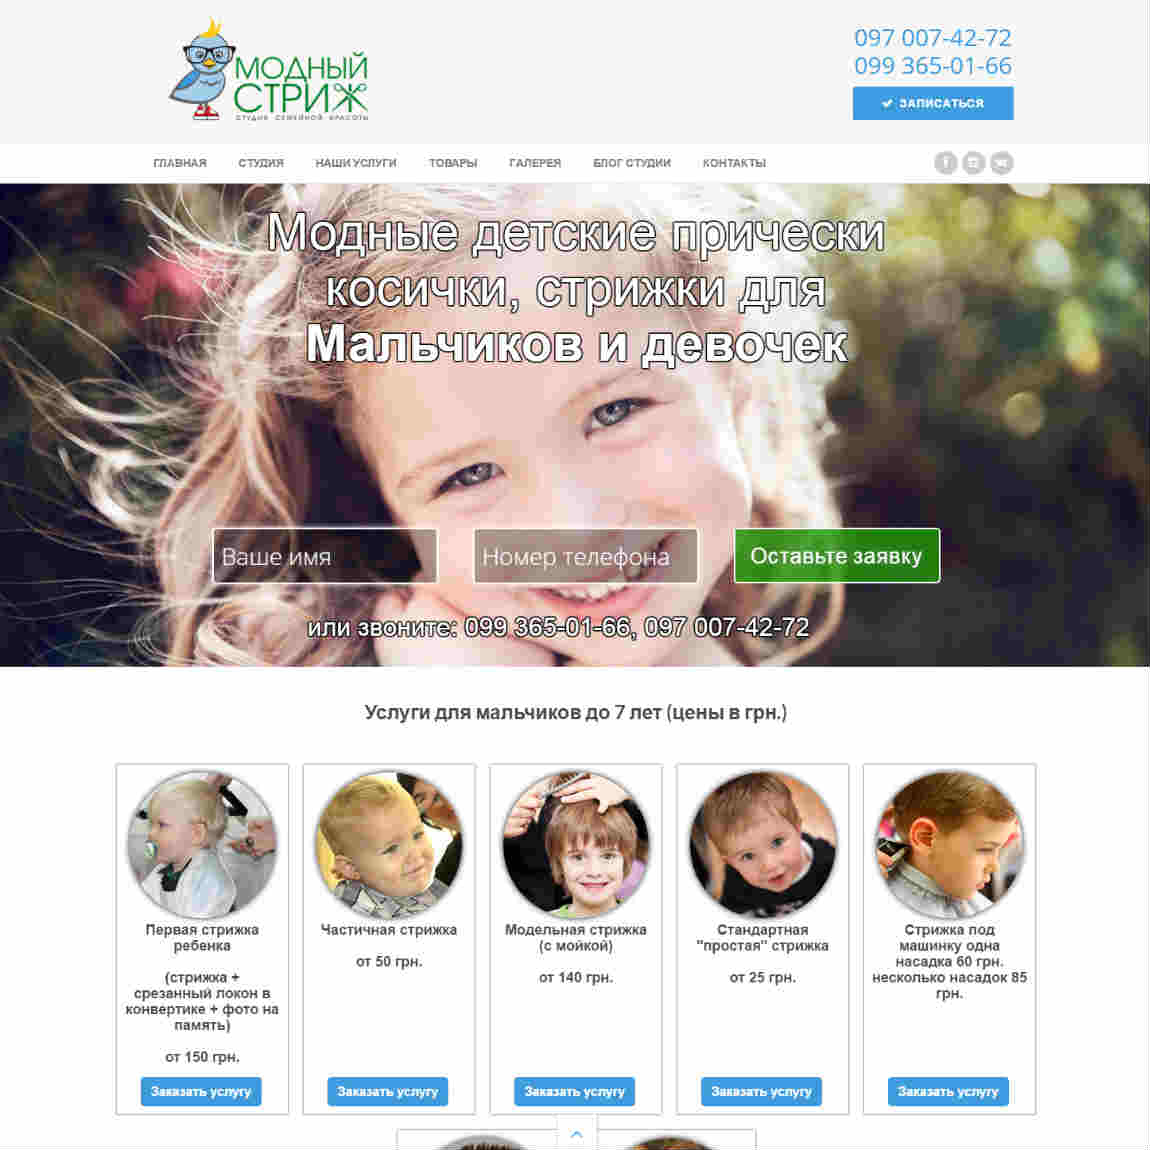 МОДНЫЙ
СТРИЖ
СТУДИЯ СЕМЕЙНОЙ КРАСОТЫ
097 007-42-72
099 365-01-66
ЗАПИСАТЬСЯ
ГЛАВНАЯ СТУДИЯ НАШИ УСЛУГИ ТОВАРЫ ГАЛЕРЕЯ БЛОГ СТУДИИ КОНТАКТЫ
Модные детские прически
косички, стрижки для
Мальчиков и девочек
Ваше имя
Номер телефона
Оставьте заявку
или звоните: 099 365-01-66, 097 007-42-72
Услуги для мальчиков до 7 лет (цены в грн.)
Первая стрижка
ребенка
(стрижка +
срезанный локон в
конвертике + фото на
память)
от 150 грн.
Заказать услугу
Частичная стрижка
от 50 грн.
Заказать услугу
Модельная стрижка
(с мойкой)
от 140 грн.
Заказать услугу
Стандартная
"простая" стрижка
от 25 грн.
Заказать услугу
Стрижка под
машинку одна
насадка 60 грн.
несколько насадок 85
грн.
Заказать услугу